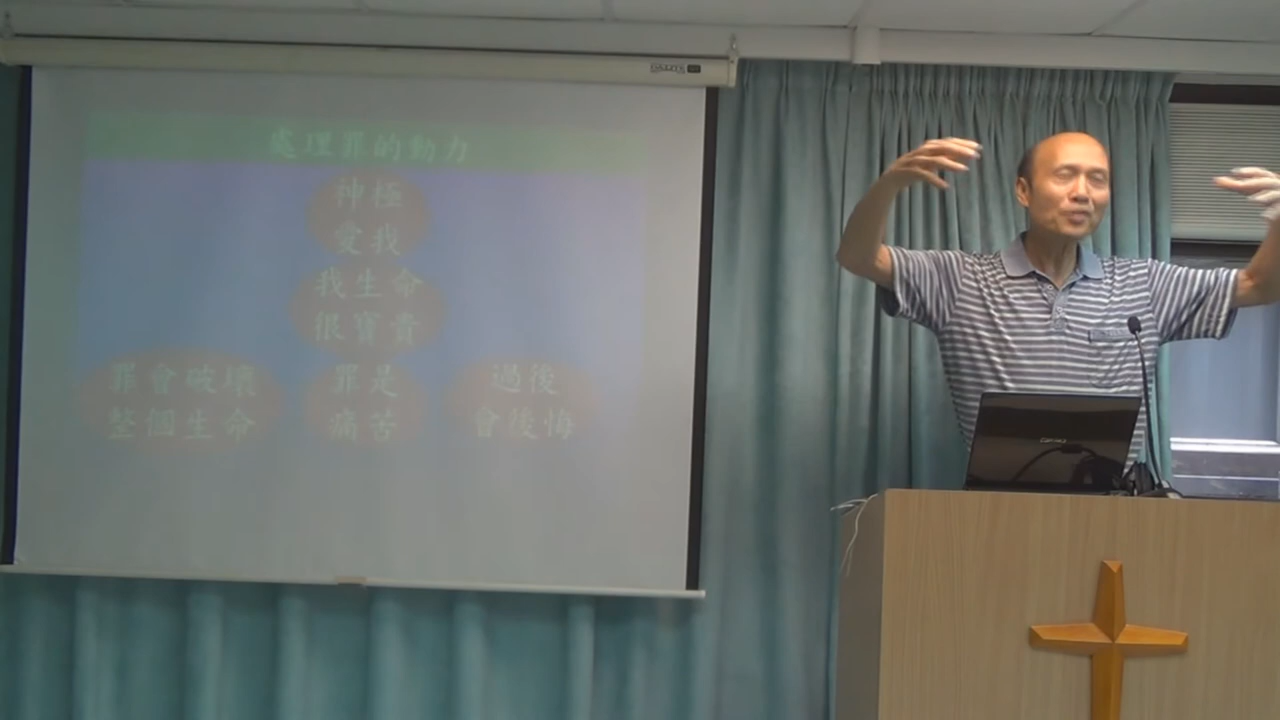 處理罪的動力
神極
愛我
我生命
很寶貴
罪會破壞
整個生命
罪是
痛苦
過後
會後悔